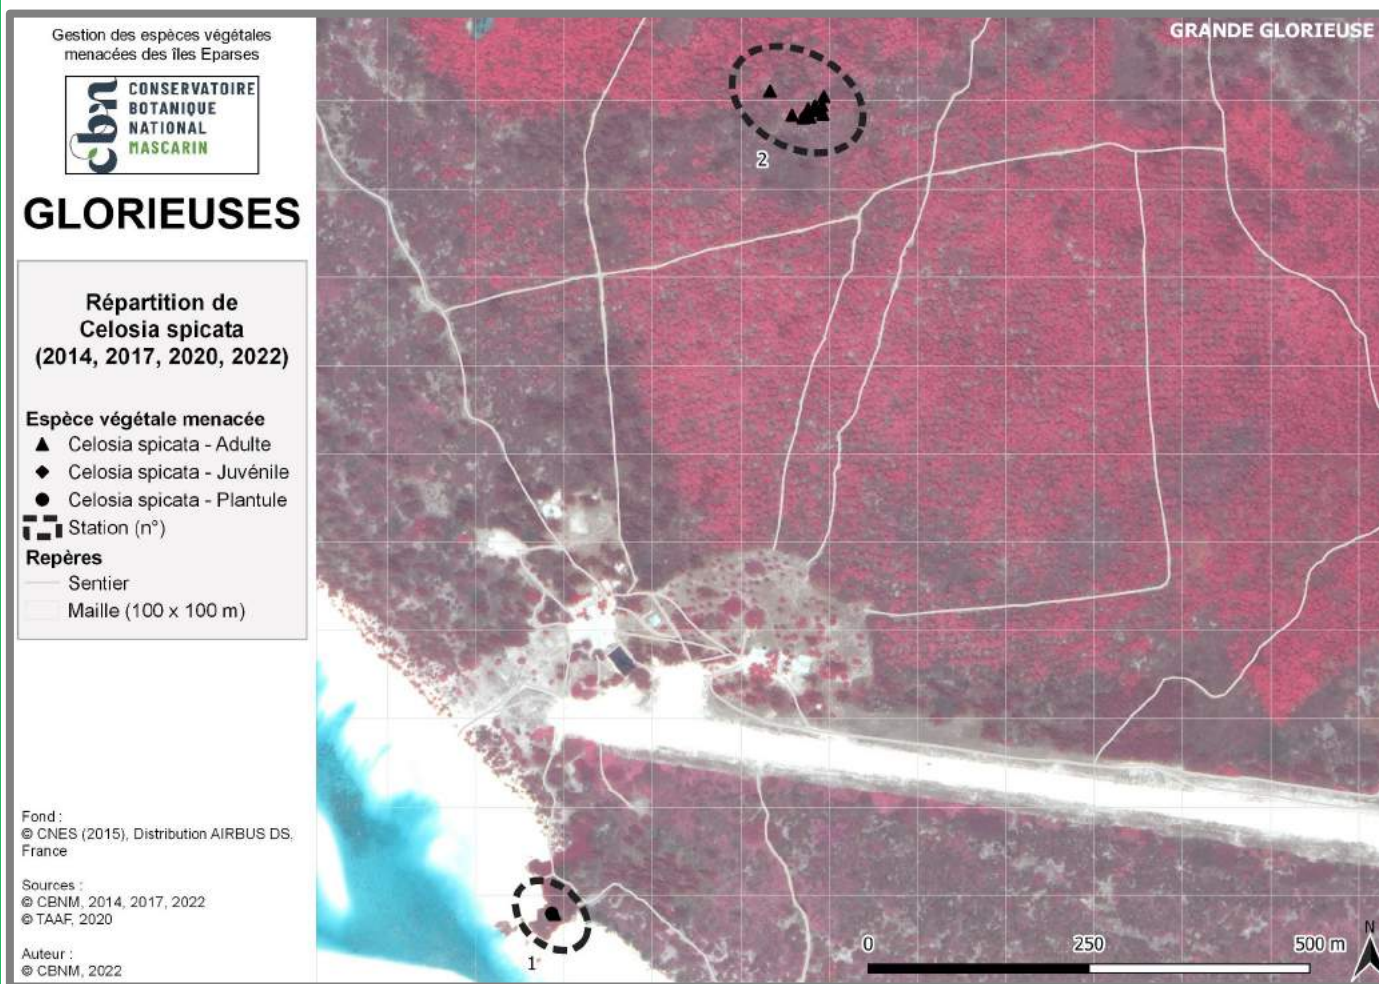 Gestion des espèces végétales
menacées des îles Eparses
cbn
CONSERVATOIRE
BOTANIQUE
NATIONAL
MASCARIN
GLORIEUSES
Répartition de
Celosia spicata
(2014, 2017, 2020, 2022)
Espèce végétale menacée
Celosia spicata - Adulte
Celosia spicata - Juvénile
Celosia spicata - Plantule
Station (n°)
Repères
Sentier
Maille (100 x 100 m)
Fond :
© CNES (2015), Distribution AIRBUS DS,
France
Sources :
© CBNM, 2014, 2017, 2022
© TAAF, 2020
Auteur :
© CBNM, 2022
GRANDE GLORIEUSE
2
1
0 250 500 m
N